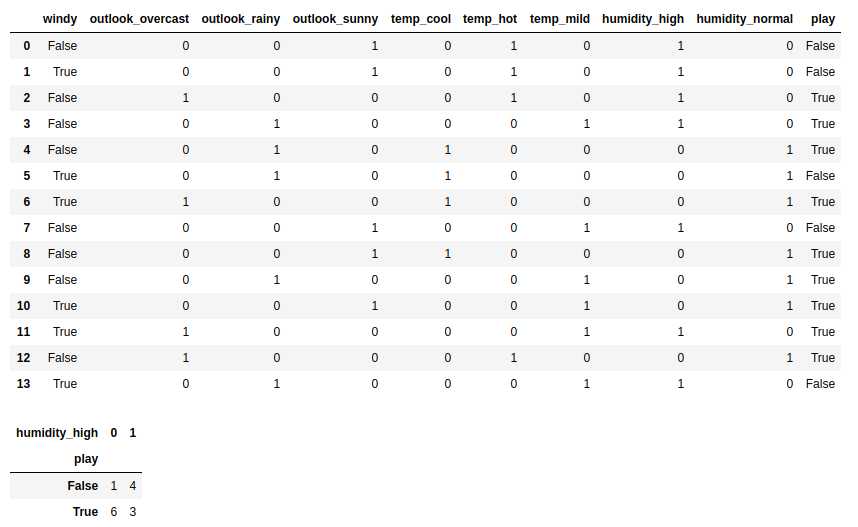 windy outlook_overcast outlook_rainy outlook_sunny temp_cool temp_hot temp_mild humidity_high humidity_normal play
0 False 0 0 1 0 1 0 1 0 False
1 True 0 0 1 0 1 0 1 0 False
2 False 1 0 0 0 1 0 1 0 True
3 False 0 1 0 0 0 1 1 0 True
4 False 0 1 0 1 0 0 0 1 True
5 True 0 1 0 1 0 0 0 1 False
6 True 1 0 0 1 0 0 0 1 True
7 False 0 0 1 0 0 1 1 0 False
8 False 0 0 1 1 0 0 0 1 True
9 False 0 1 0 0 0 1 0 1 True
10 True 0 0 1 0 0 1 0 1 True
11 True 1 0 0 0 0 1 1 0 True
12 False 1 0 0 0 1 0 0 1 True
13 True 0 1 0 0 0 1 1 0 False
humidity_high 0 1
play
False 1 4
True 6 3